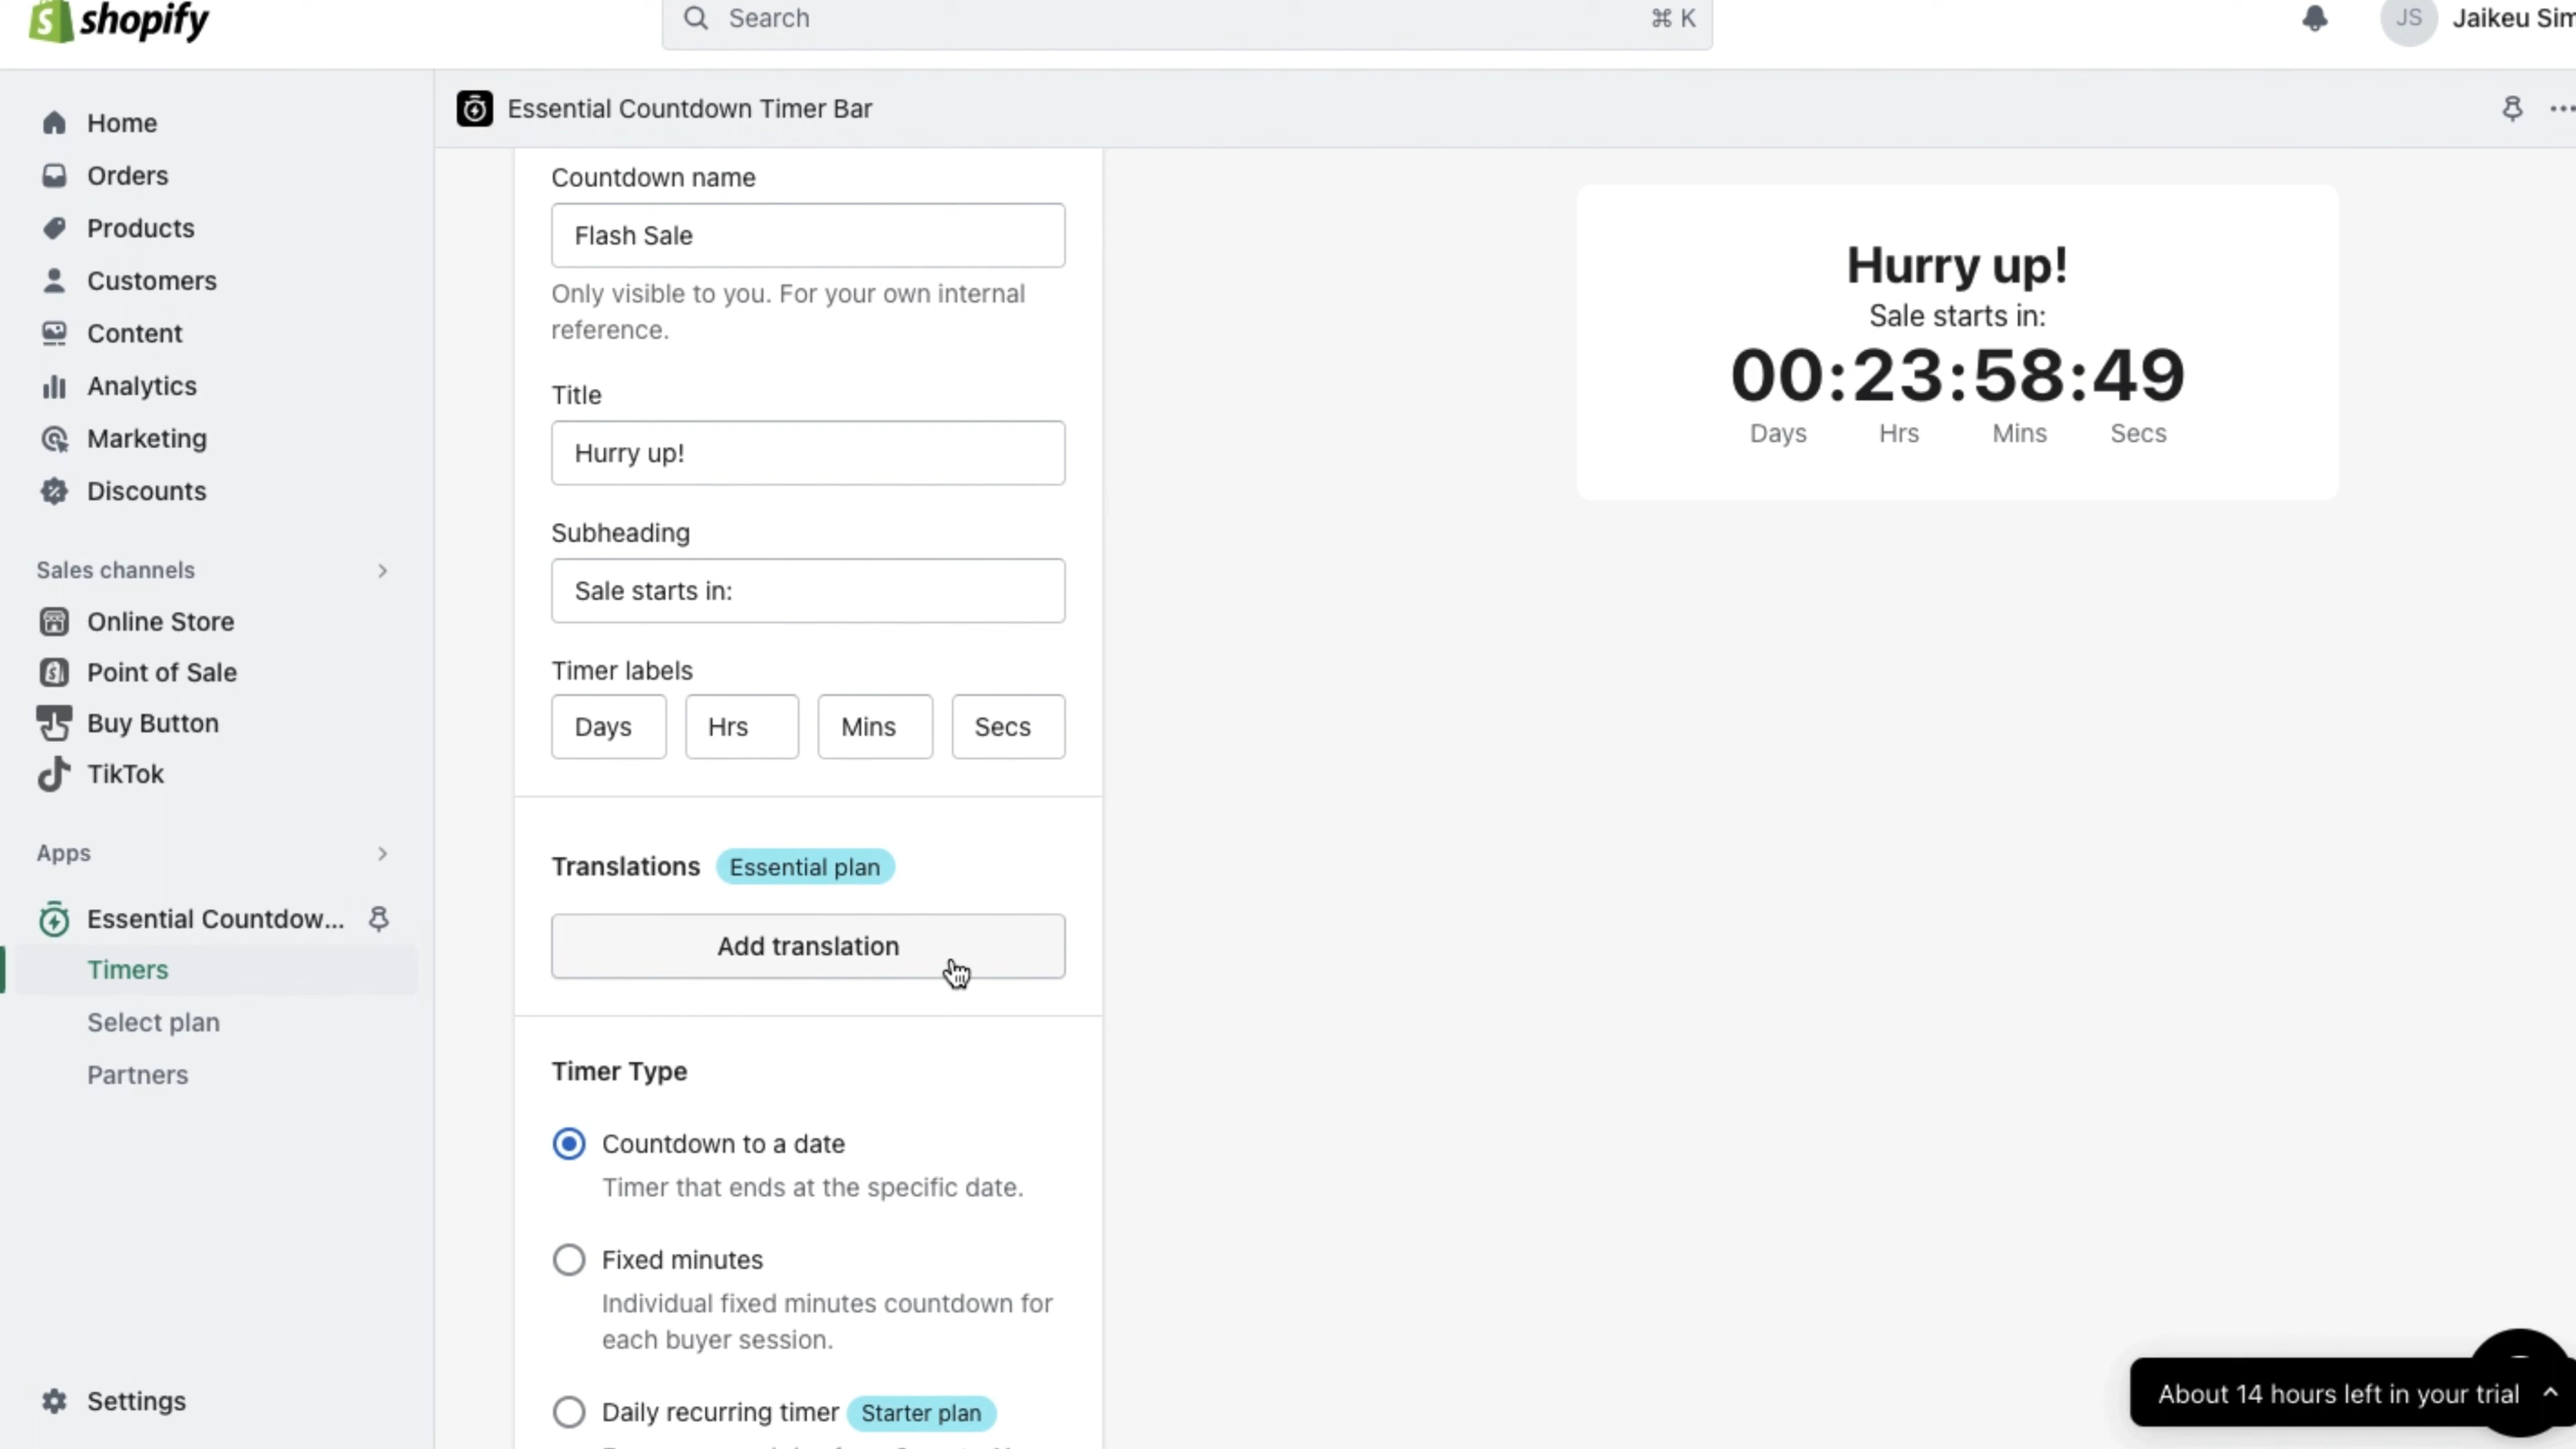 shopify
Search
⌘ K
JS
Jaikeu Sim
Home
Orders
Products
Customers
Content
Analytics
Marketing
Discounts
Sales channels
Online Store
Point of Sale
Buy Button
TikTok
Apps
Essential Countdow...
Timers
Select plan
Partners
Settings
Essential Countdown Timer Bar
Countdown name
Flash Sale
Only visible to you. For your own internal
reference.
Title
Hurry up!
Subheading
Sale starts in:
Timer labels
Days Hrs Mins Secs
Translations Essential plan
Add translation
Timer Type
Countdown to a date
Timer that ends at the specific date.
Fixed minutes
Individual fixed minutes countdown for
each buyer session.
Daily recurring timer Starter plan
Hurry up!
Sale starts in:
00:23:58:49
Days Hrs Mins Secs
About 14 hours left in your trial